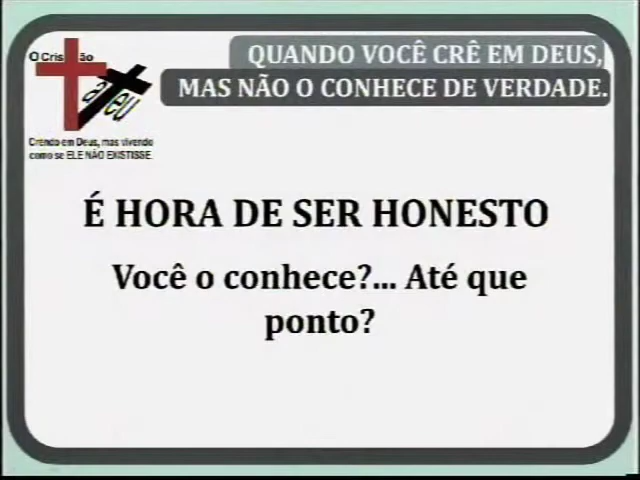 QUANDO VOCÊ CRÊ EM DEUS,
MAS NÃO O CONHECE DE VERDADE.
O Cristão
ateu
Crendo em Deus, mas vivendo
como se ELE NÃO EXISTISSE.
É HORA DE SER HONESTO
Você o conhece?... Até que
ponto?